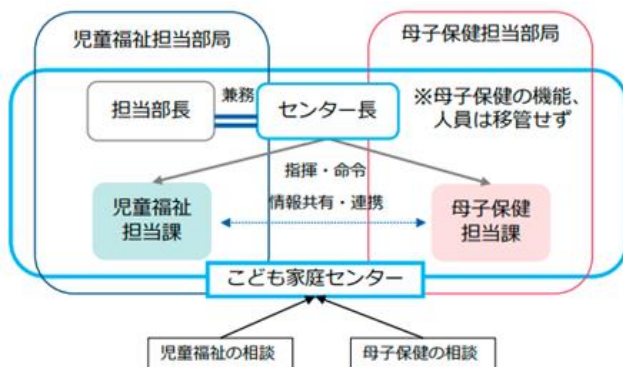 児童福祉担当部局
母子保健担当部局
担当部長
兼務
センター長
※母子保健の機能、
人員は移管せず
指揮・命令
情報共有・連携
児童福祉
担当課
母子保健
担当課
こども家庭センター
児童福祉の相談
母子保健の相談